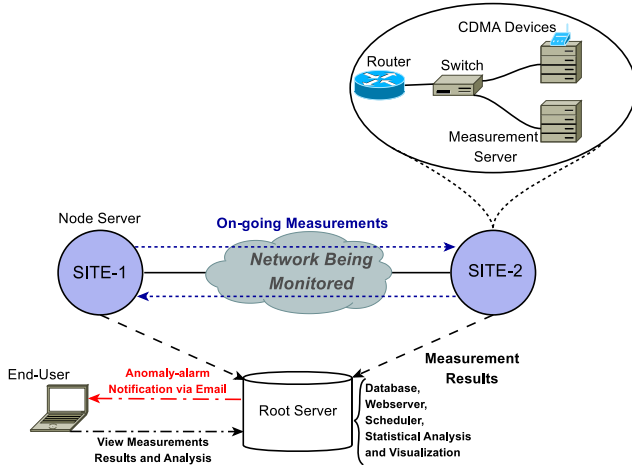 CDMA Devices
Router
Switch
Measurement
Server
Node Server
On-going Measurements
SITE-1
Network Being
Monitored
SITE-2
Measurement
Results
End-User
Anomaly-alarm
Notification via Email
Root Server
Database,
Webserver,
Scheduler,
Statistical Analysis
and Visualization
View Measurements
Results and Analysis